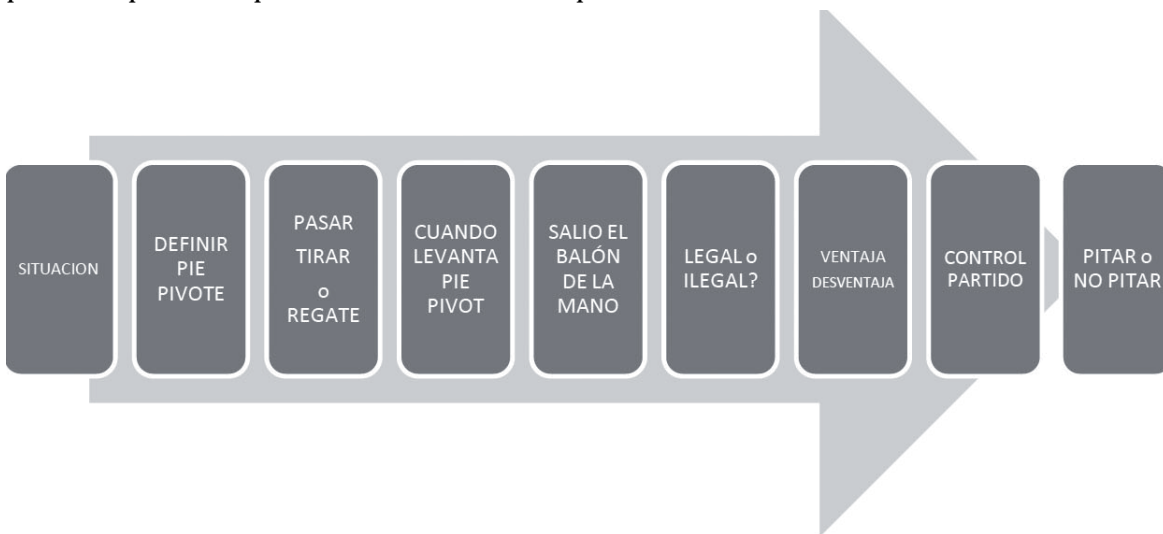 SITUACION
DEFINIR
PIE
PIVOTE
PASAR
TIRAR
o
REGATE
CUANDO
LEVANTA
PIE
PIVOT
SALIO EL
BALÓN
DE LA
MANO
LEGAL o
ILEGAL?
VENTAJA
DESVENTAJA
CONTROL
PARTIDO
PITAR o
NO PITAR